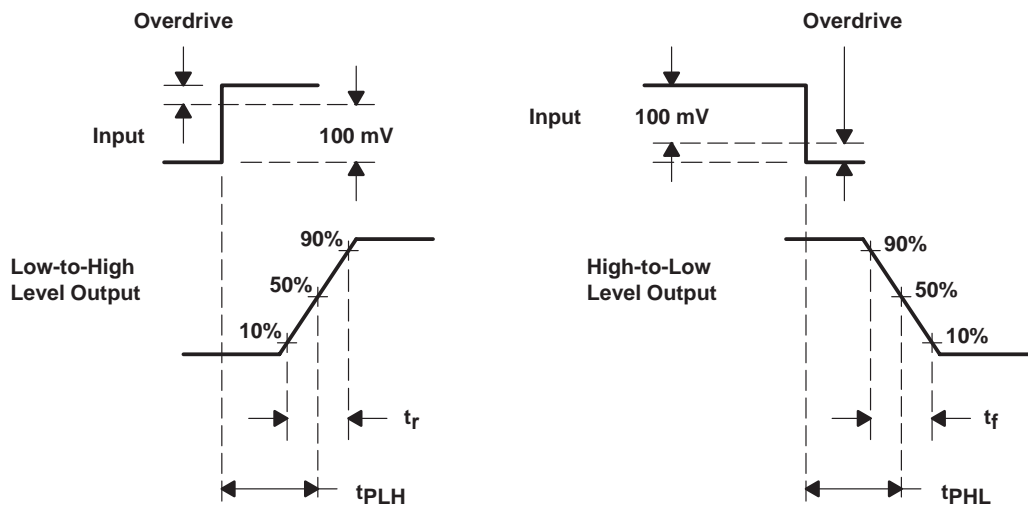 Overdrive
Input
100 mV
Low-to-High
Level Output
90%
50%
10%
tr
tPLH
Overdrive
Input
100 mV
High-to-Low
Level Output
90%
50%
10%
tf
tPHL